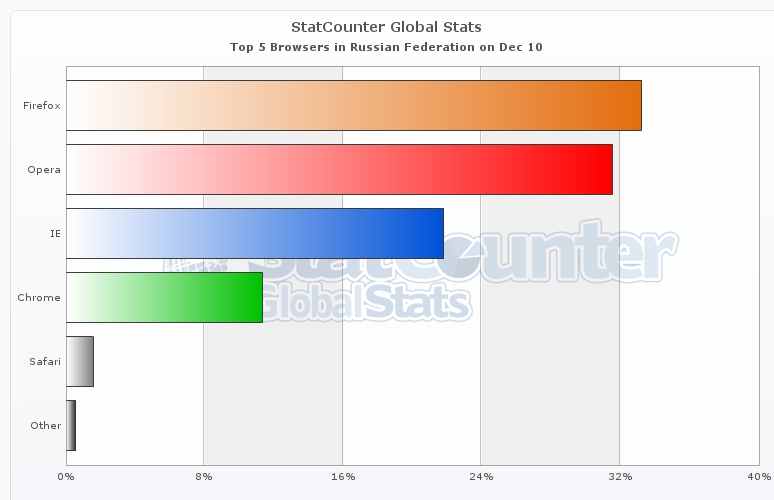 StatCounter Global Stats
Top 5 Browsers in Russian Federation on Dec 10
Firefox
Opera
IE
Chrome
Safari
Other
StatCounter
GlobalStats
0% 8% 16% 24% 32% 40%